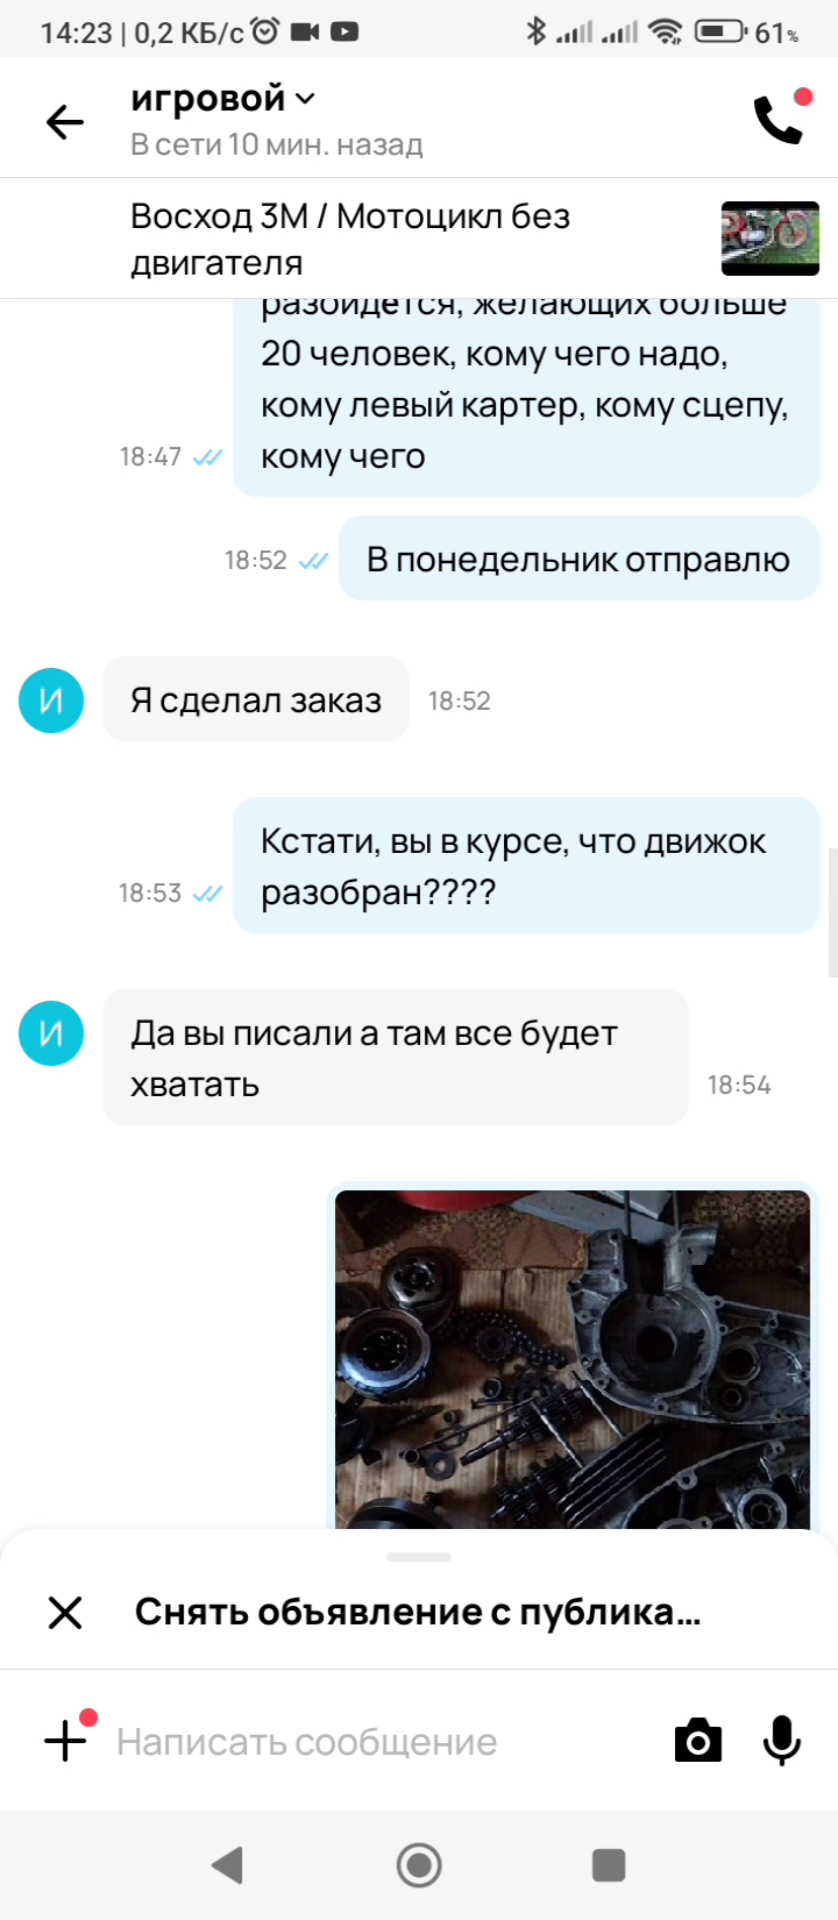 14:23 | 0,2 КБ/с
61%
игровой
В сети 10 мин. назад
Восход 3М / Мотоцикл без
двигателя
разойдется, желающих больше
20 человек, кому чего надо,
кому левый картер, кому сцепу,
кому чего
18:47
18:52
В понедельник отправлю
И
Я сделал заказ
18:52
Кстати, вы в курсе, что движок
разобран????
18:53
И
Да вы писали а там все будет
хватать
18:54
Снять объявление с публика...
Написать сообщение